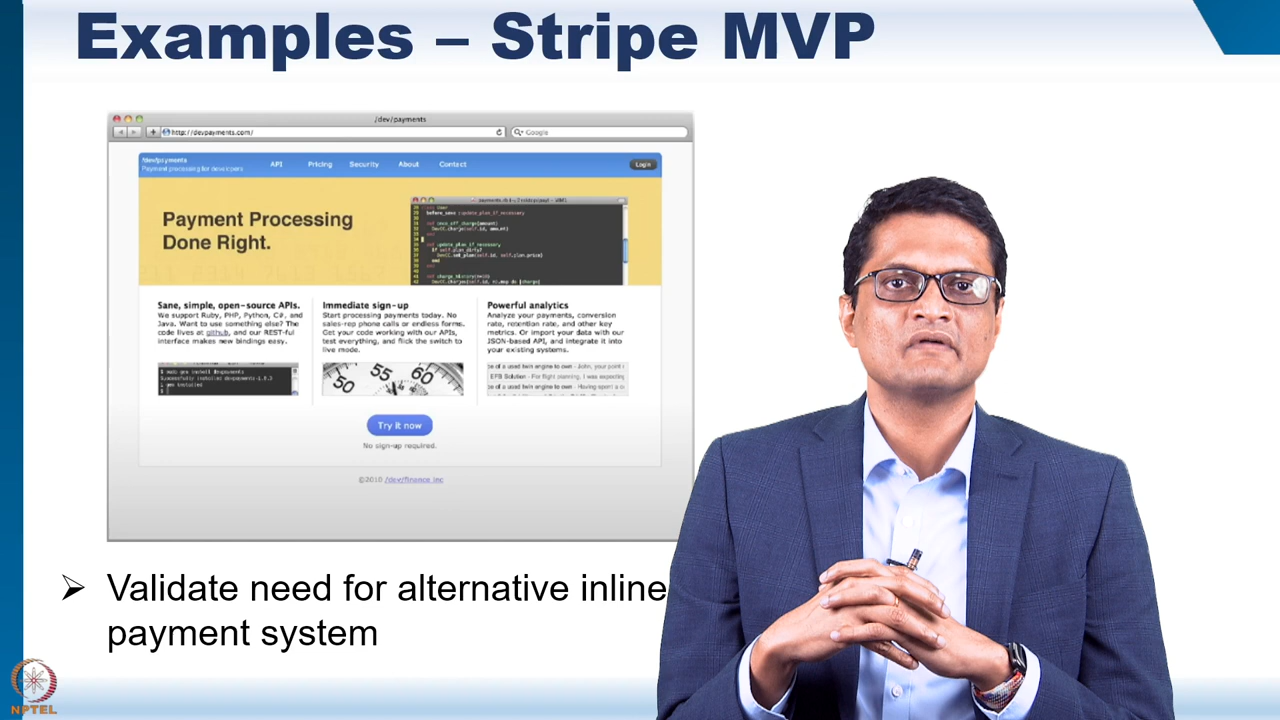 Examples – Stripe MVP
/dev/payments
http://devpayments.com/
Google
/dev/payments
Payment processing for developers
API Pricing Security About Contact Login
Payment Processing
Done Right.
Sane, simple, open-source APIs.
We support Ruby, PHP, Python, C#, and
Java. Want to use something else? The
code lives at github, and our REST-ful
interface makes new bindings easy.
Immediate sign-up
Start processing payments today. No
sales-rep phone calls or endless forms.
Get your code working with our APIs,
test everything, and flick the switch to
live mode.
50 55 60
Powerful analytics
Analyze your payments, conversion
rate, retention rate, and other key
metrics. Or import your data with our
JSON-based API, and integrate it into
your existing systems.
Try it now
No sign-up required.
©2010 /dev/finance inc
➢ Validate need for alternative inline
payment system
NPTEL